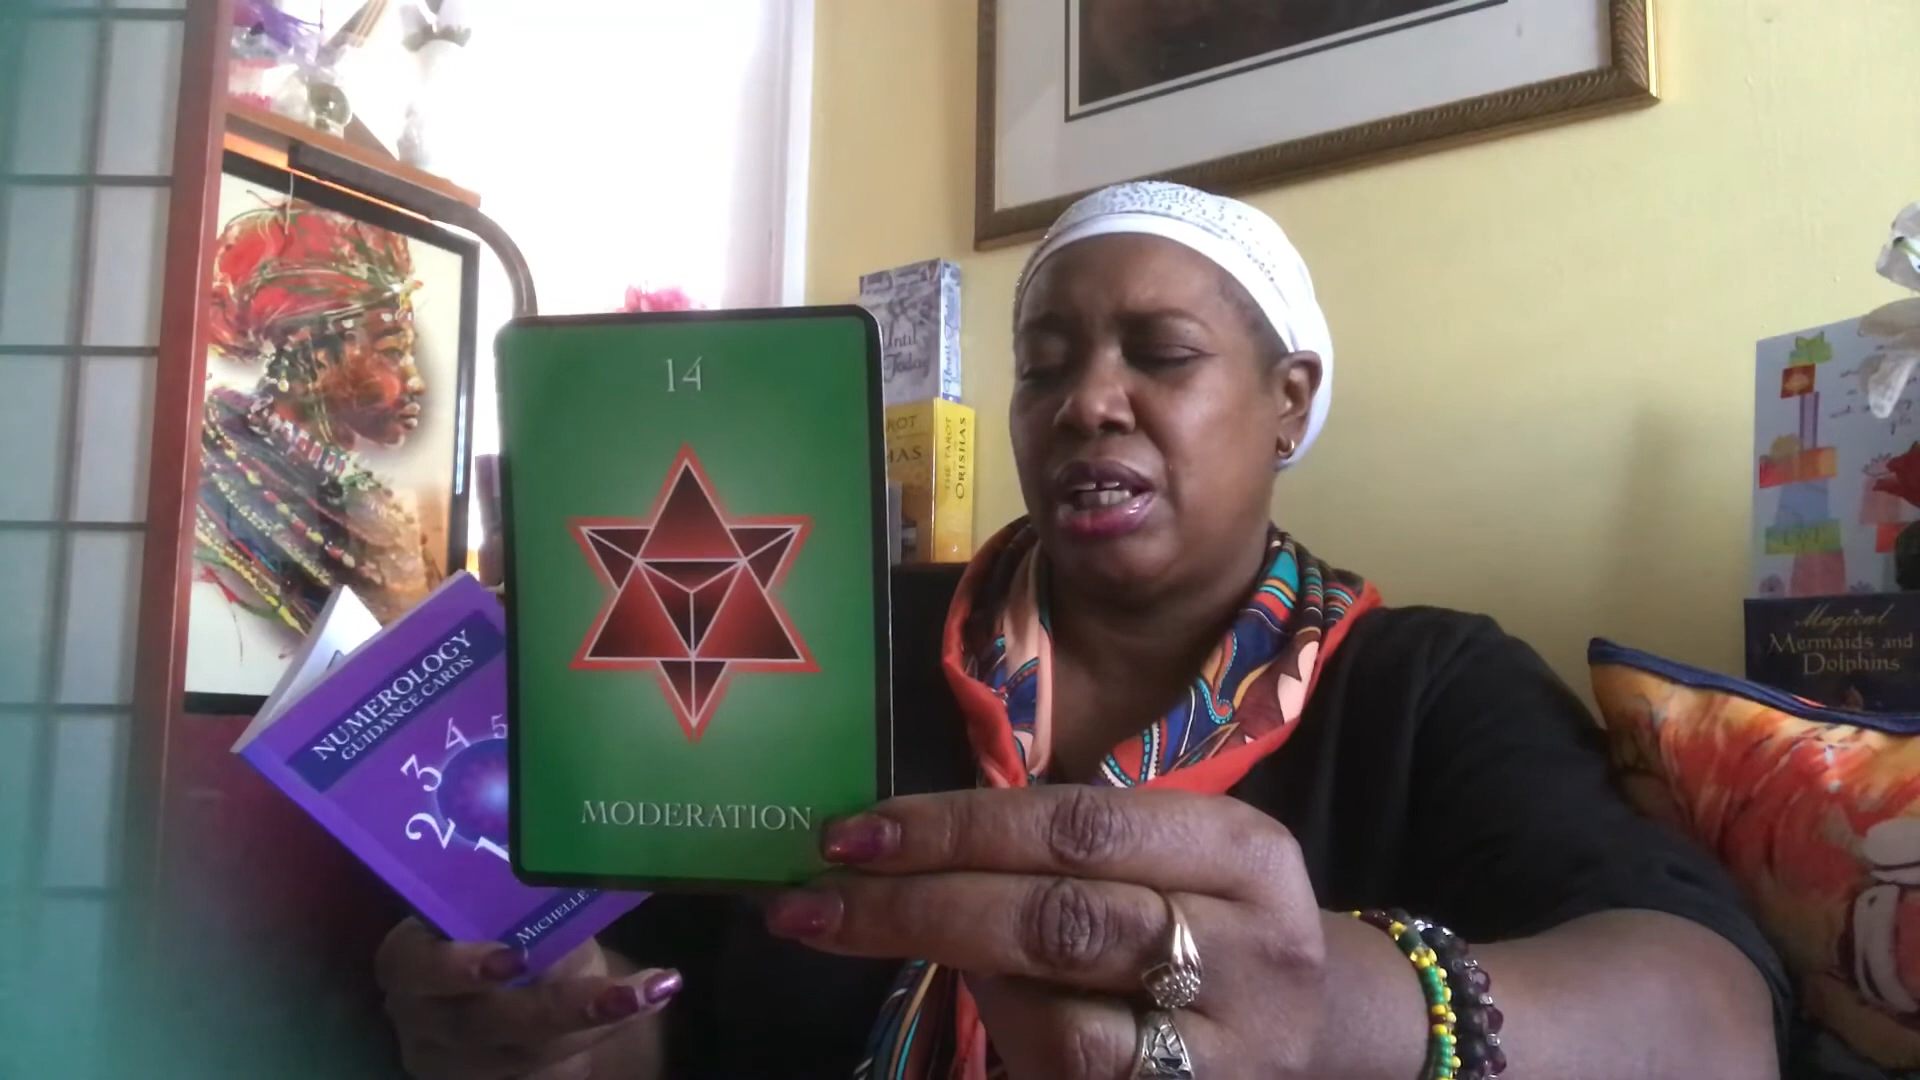 14
MODERATION
NUMEROLOGY
GUIDANCE CARDS
1
2
3
4
5
MICHELLE
Until
Today
THE TAROT
ORISHAS
Magical
Mermaids and
Dolphins